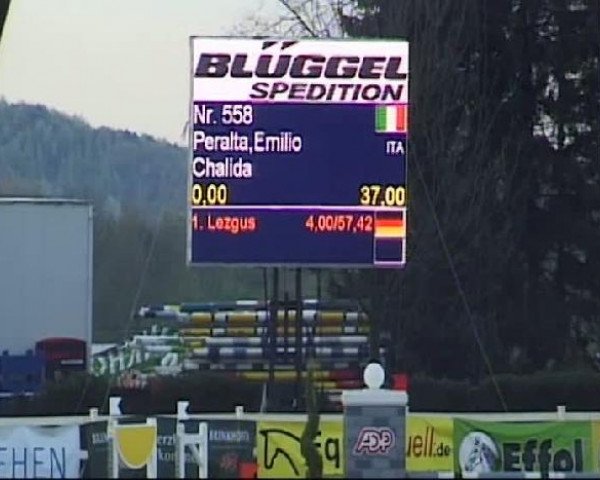 BLÜGGEL
SPEDITION
Nr. 558
Peralta,Emilio
ITA
Chalida
0,00 37,00
1. Lezgus 4,00/57,42
EHEN
ADP
uell.de
Effol